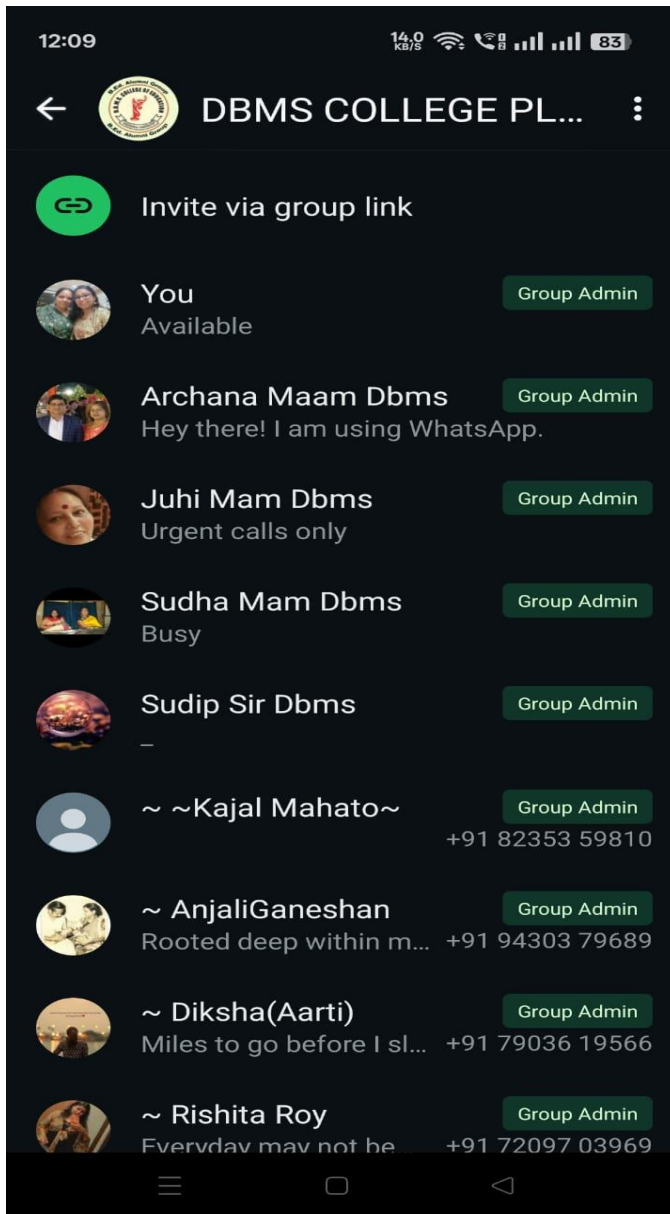 12:09
14.0 KB/S 83
DBMS COLLEGE PL...
Invite via group link
You Group Admin
Available
Archana Maam Dbms Group Admin
Hey there! I am using WhatsApp.
Juhi Mam Dbms Group Admin
Urgent calls only
Sudha Mam Dbms Group Admin
Busy
Sudip Sir Dbms Group Admin
_
~ ~Kajal Mahato~ Group Admin
+91 82353 59810
~ AnjaliGaneshan Group Admin
Rooted deep within m... +91 94303 79689
~ Diksha(Aarti) Group Admin
Miles to go before I sl... +91 79036 19566
~ Rishita Roy Group Admin
Everyday may not be... +91 72097 03969